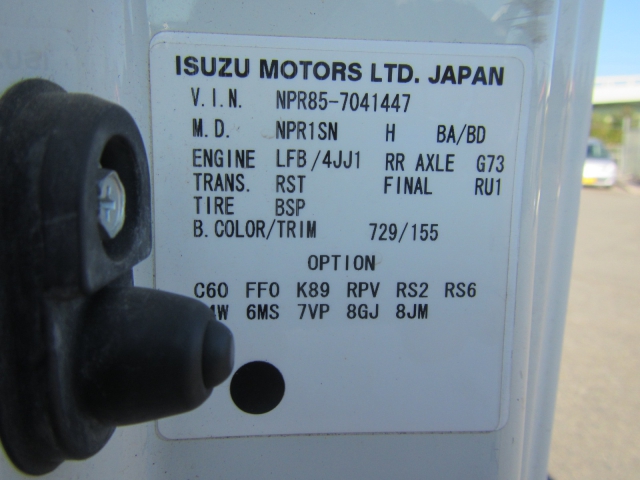 ISUZU MOTORS LTD. JAPAN
V.I.N. NPR85-7041447
M.D. NPR1SN H BA/BD
ENGINE LFB/4JJ1 RR AXLE G73
TRANS. RST FINAL RU1
TIRE BSP
B.COLOR/TRIM 729/155
OPTION
C60 FF0 K89 RPV RS2 RS6
6MS 7VP 8GJ 8JM